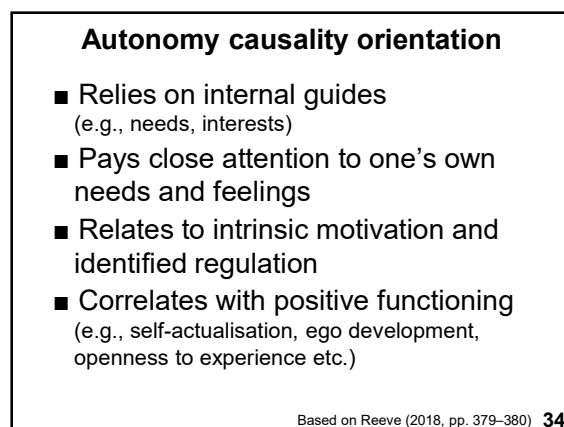 Autonomy causality orientation
■ Relies on internal guides
(e.g., needs, interests)
■ Pays close attention to one's own
needs and feelings
■ Relates to intrinsic motivation and
identified regulation
■ Correlates with positive functioning
(e.g., self-actualisation, ego development,
openness to experience etc.)
Based on Reeve (2018, pp. 379–380) 34